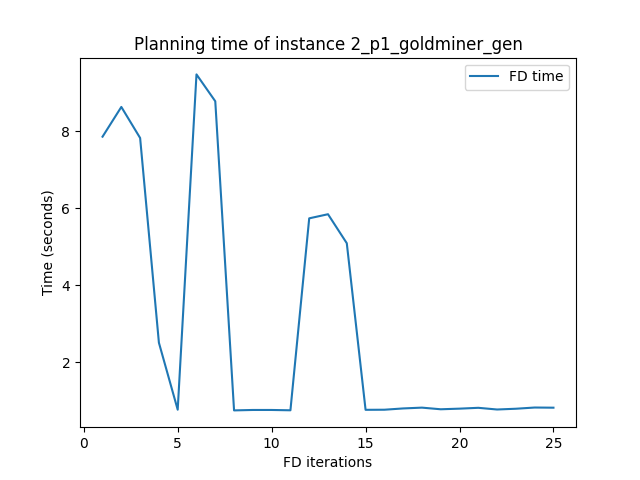 Planning time of instance 2_p1_goldminer_gen
FD time
Time (seconds)
8
6
4
2
0 5 10 15 20 25
FD iterations